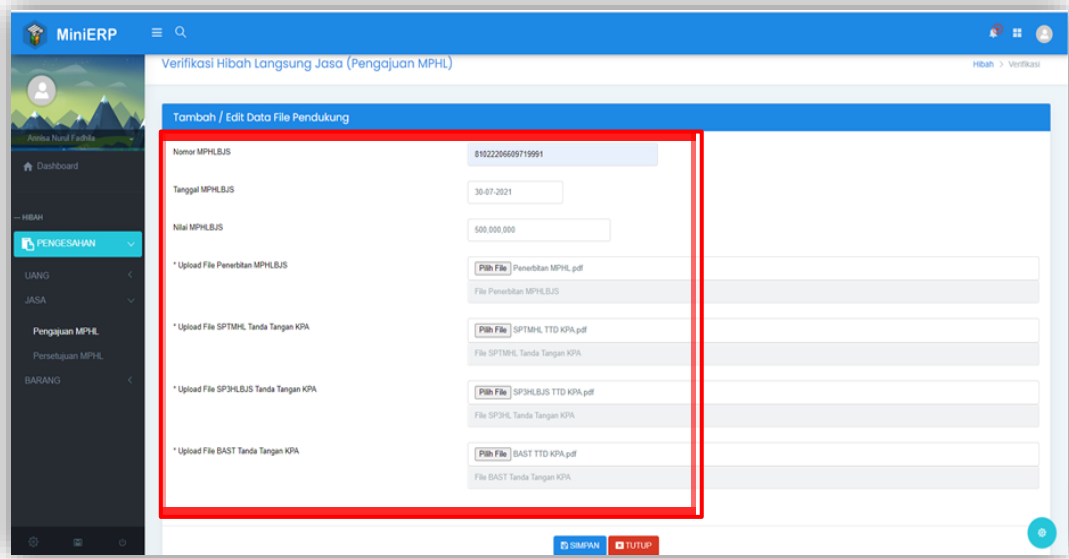 MiniERP
Verifikasi Hibah Langsung Jasa (Pengajuan MPHL)
Hibah > Verifikasi
Annisa Nurul Fadhila
Dashboard
-- HIBAH
PENGESAHAN
UANG
JASA
Pengajuan MPHL
Persetujuan MPHL
BARANG
Tambah / Edit Data File Pendukung
Nomor MPHLBJS
81022206609719991
Tanggal MPHLBJS
30-07-2021
Nilai MPHLBJS
500,000,000
* Upload File Penerbitan MPHLBJS
Pilih File Penerbitan MPHL.pdf
File Penerbitan MPHLBJS
* Upload File SPTMHL Tanda Tangan KPA
Pilih File SPTMHL TTD KPA.pdf
File SPTMHL Tanda Tangan KPA
* Upload File SP3HLBJS Tanda Tangan KPA
Pilih File SP3HLBJS TTD KPA.pdf
File SP3HL Tanda Tangan KPA
* Upload File BAST Tanda Tangan KPA
Pilih File BAST TTD KPA.pdf
File BAST Tanda Tangan KPA
SIMPAN
TUTUP